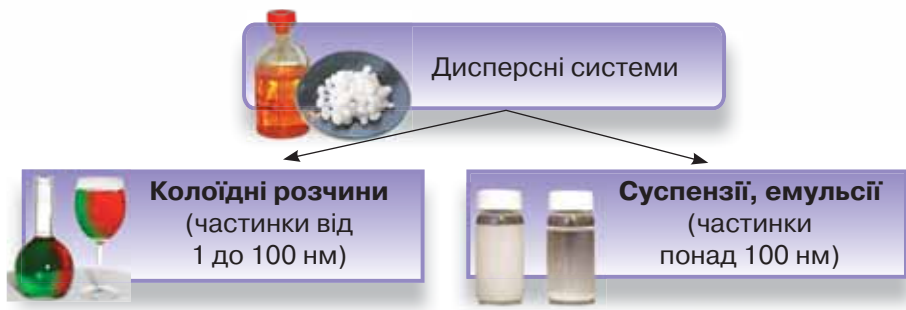 Дисперсні системи
Колоїдні розчини
(частинки від
1 до 100 нм)
Суспензії, емульсії
(частинки
понад 100 нм)